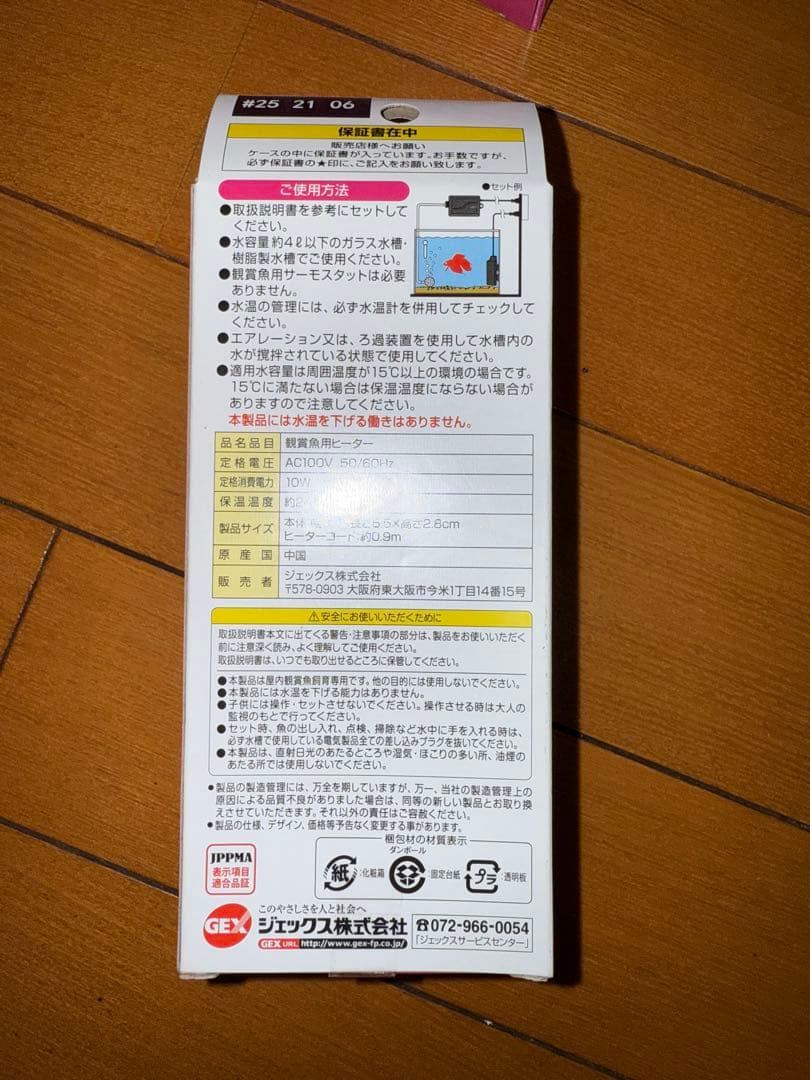 #25 21 06
保証書在中
販売店様へお願い
ケースの中に保証書が入っています。お手数ですが、
必ず保証書の★印に、ご記入をお願い致します。
ご使用方法
●セット例
●取扱説明書を参考にセットして
ください。
●水容量 約4ℓ以下のガラス水槽・
樹脂製水槽でご使用ください。
●観賞魚用サーモスタットは必要
ありません。
●水温の管理には、必ず水温計を併用してチェックして
ください。
●エアレーション又は、ろ過装置を使用して水槽内の
水が撹拌されている状態で使用してください。
●適用水容量は周囲温度が15℃以上の環境の場合です。
15℃に満たない場合は保温温度にならない場合が
ありますので注意してください。
本製品には水温を下げる働きはありません。
品名品目 観賞魚用ヒーター
定格電圧 AC100V 50/60Hz
定格消費電力 10W
保温温度 約2
製品サイズ 本体 5.5×高さ2.8cm
ヒーターコード:約0.9m
原産国 中国
販売者 ジェックス株式会社
〒578-0903 大阪府東大阪市今米1丁目14番15号
⚠安全にお使いいただくために
取扱説明書本文に出てくる警告・注意事項の部分は、製品をお使いいただく
前に注意深く読み、よく理解してご使用ください。
取扱説明書は、いつでも取り出せるところに保管してください。
●本製品は屋内観賞魚飼育専用です。他の目的には使用しないでください。
●本製品には水温を下げる能力はありません。
●子供には操作・セットさせないでください。操作させる時は大人の
監視のもとで行ってください。
●セット時、魚の出し入れ、点検、掃除など水中に手を入れる時は、
必ず水槽で使用している電気製品全ての差し込みプラグを抜いてください。
●本製品は、直射日光のあたるところや湿気・ほこりの多い所、油煙の
あたる所では使用しないでください。
●製品の製造管理には、万全を期していますが、万一、当社の製造管理上の
原因による品質不良がありました場合は、同等の新しい製品とお取り換
えさせていただきます。それ以外の責任はご容赦ください。
●製品の仕様、デザイン、価格等予告なく変更する事があります。
JPPMA
表示項目
適合品証
梱包材の材質表示
ダンボール
紙:化粧箱 :固定台紙 プラ:透明板
このやさしさを人と社会へ
GEX ジェックス株式会社
GEX URL http://www.gex-fp.co.jp/
☎072-966-0054
「ジェックスサービスセンター」